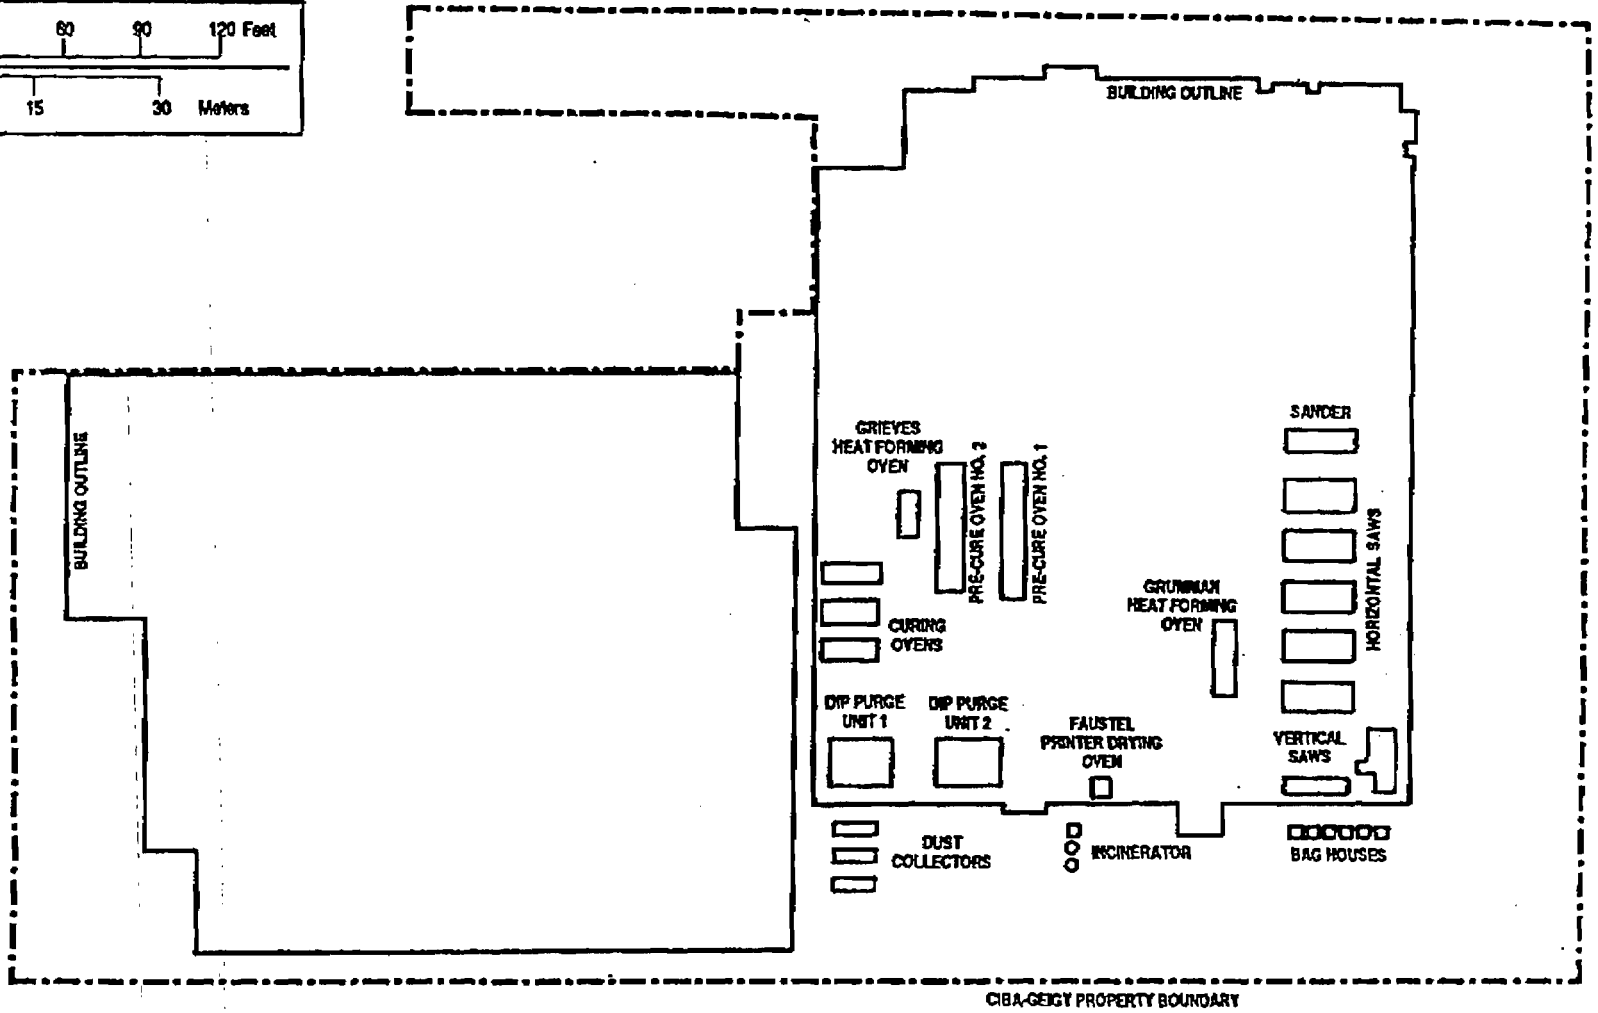 60 90 120 Feet
15 30 Meters
BUILDING OUTLINE
BUILDING OUTLINE
SANDER
GRIEVES
HEAT FORMING
OVEN
PRE-CURE OVEN NO. 2
PRE-CURE OVEN NO. 1
HORIZONTAL SAWS
GRUMMAN
HEAT FORMING
OVEN
CURING
OVENS
DIP PURGE
UNIT 1
DIP PURGE
UNIT 2
FAUSTEL
PRINTER DRYING
OVEN
VERTICAL
SAWS
DUST
COLLECTORS
INCINERATOR
BAG HOUSES
CIBA-GEIGY PROPERTY BOUNDARY